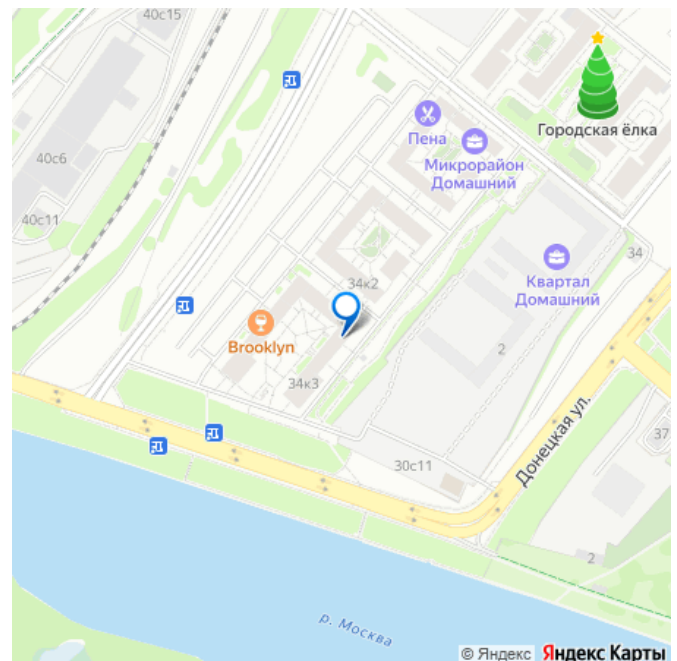 40с15
Пена
Микрорайон
Домашний
Городская ёлка
40с6
40с11
34
34к2
Квартал
Домашний
Brooklyn
2
34к3
Донецкая ул.
37
30с11
2
р. Москва
© Яндекс Яндекс Карты